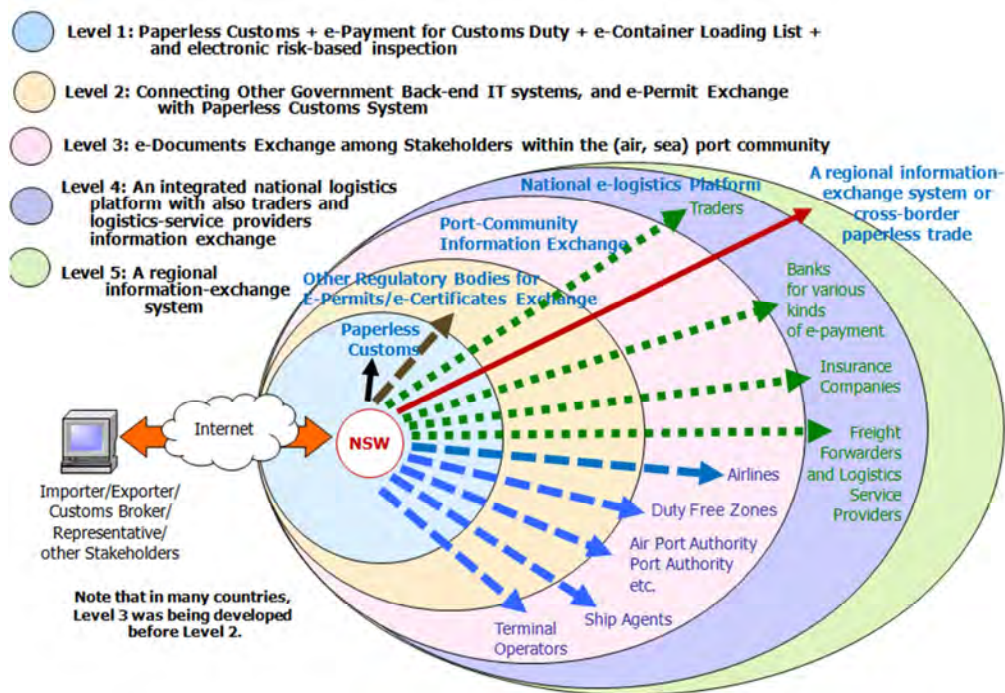 Level 1: Paperless Customs + e-Payment for Customs Duty + e-Container Loading List +
and electronic risk-based inspection
Level 2: Connecting Other Government Back-end IT systems, and e-Permit Exchange
with Paperless Customs System
Level 3: e-Documents Exchange among Stakeholders within the (air, sea) port community
Level 4: An integrated national logistics
platform with also traders and
logistics-service providers
information exchange
Level 5: A regional
information-exchange
system
A regional information-
exchange system or
cross-border
paperless trade
National e-logistics Platform
Traders
Port-Community
Information Exchange
Other Regulatory Bodies for
E-Permits/e-Certificates Exchange
Paperless
Customs
Banks
for various
kinds
of e-payment
Insurance
Companies
Internet
NSW
Freight
Forwarders
and Logistics
Service
Providers
Airlines
Duty Free Zones
Air Port Authority
Port Authority
etc.
Ship Agents
Terminal
Operators
Importer/Exporter/
Customs Broker/
Representative/
other Stakeholders
Note that in many countries,
Level 3 was being developed
before Level 2.